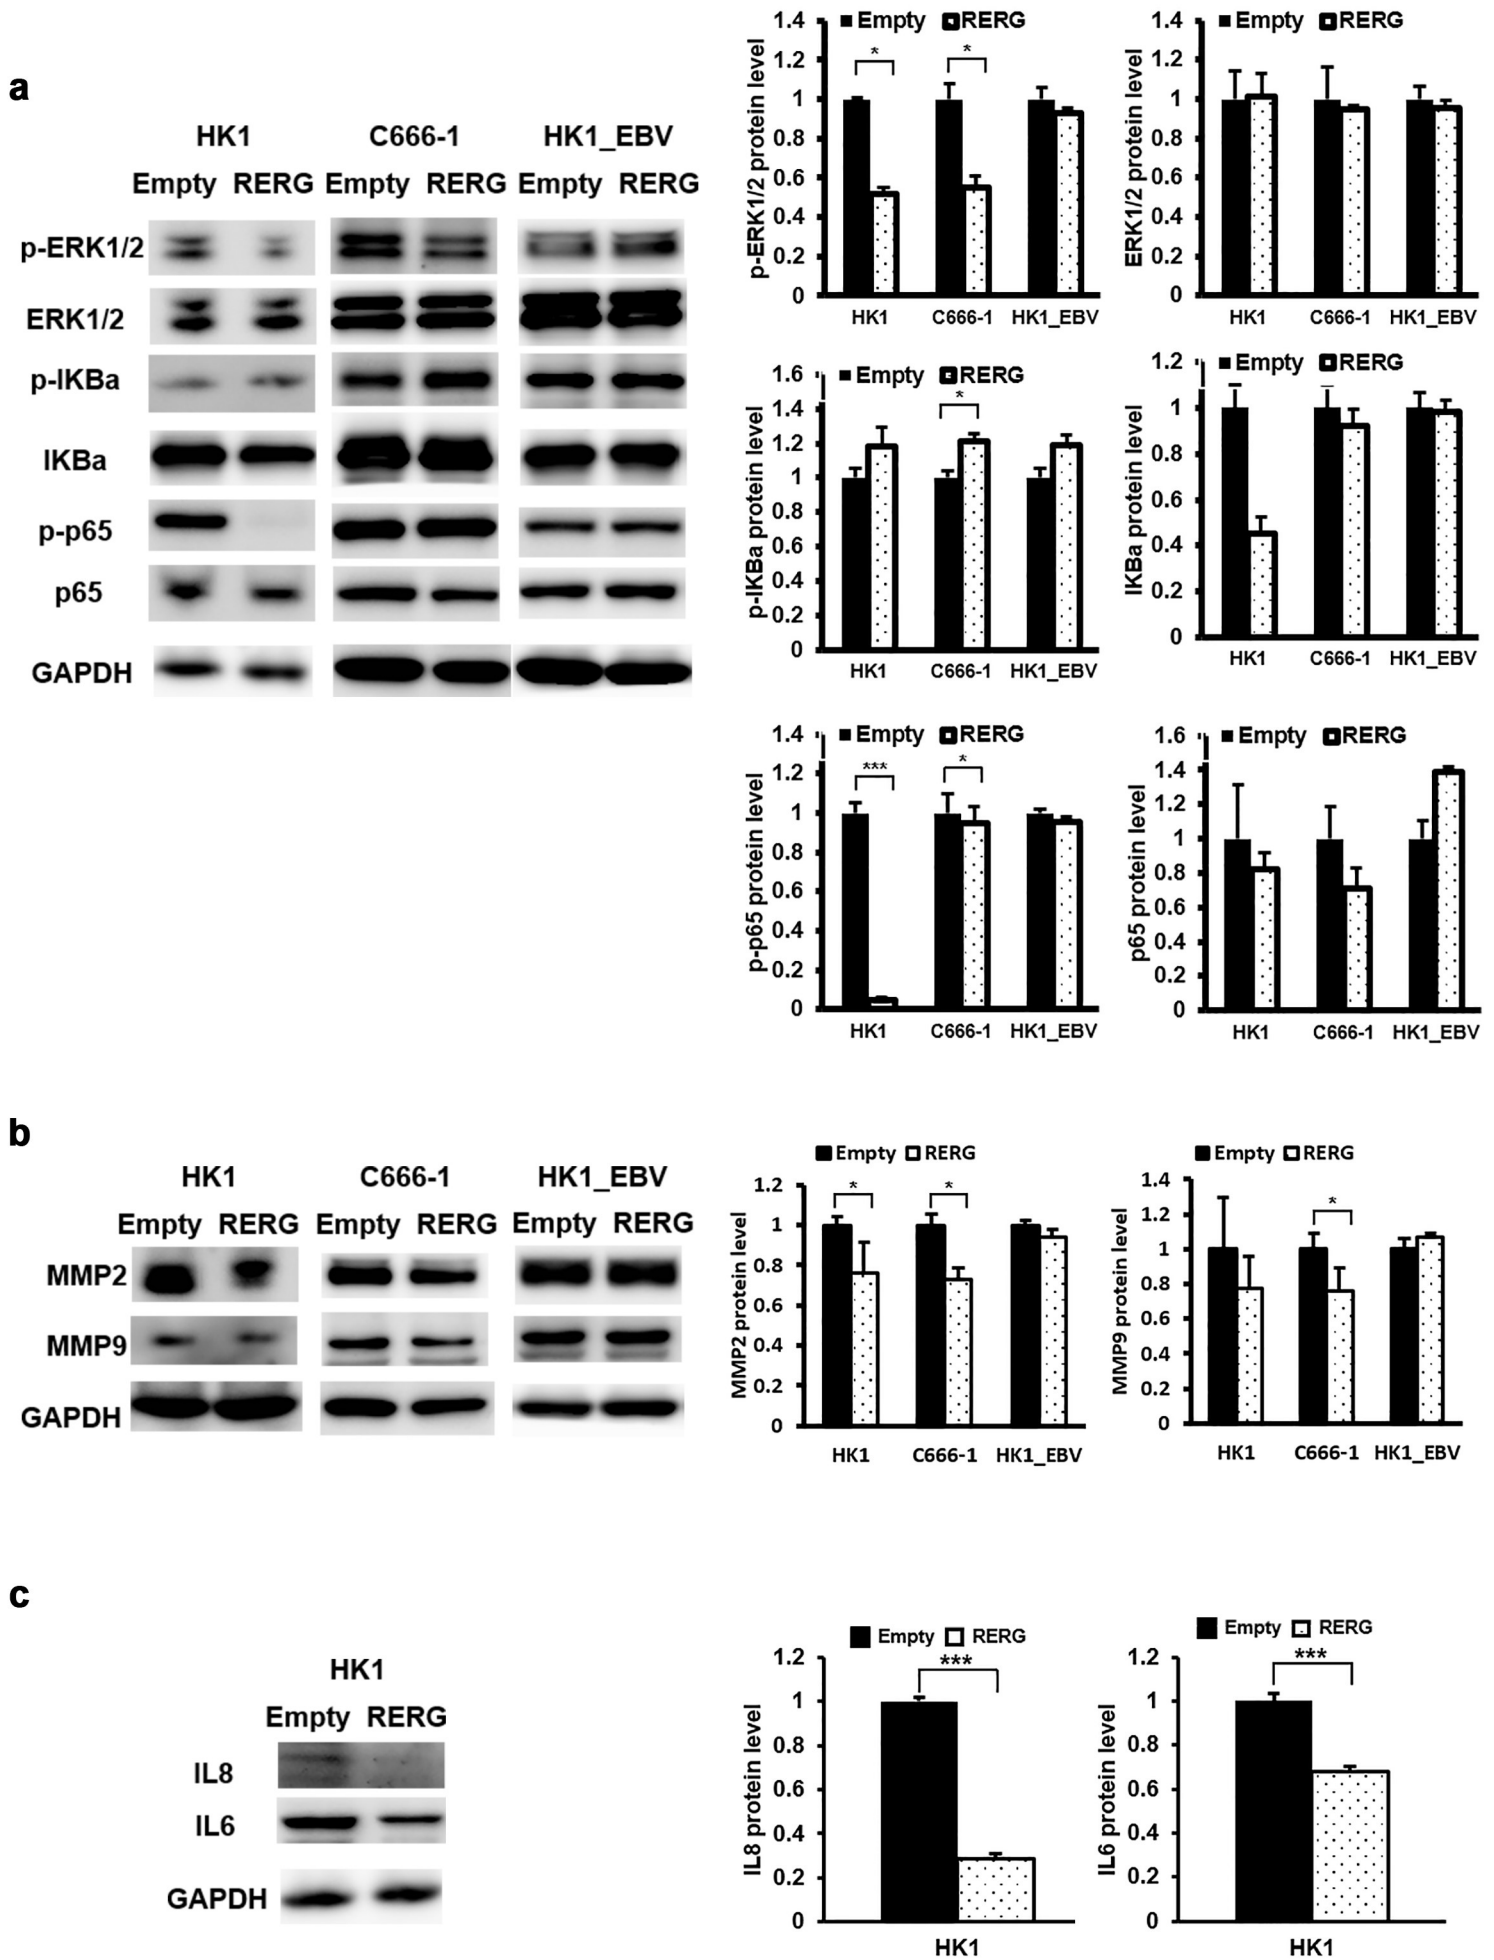 a
HK1 C666-1 HK1_EBV
Empty RERG Empty RERG Empty RERG
p-ERK1/2
ERK1/2
p-IKBa
IKBa
p-p65
p65
GAPDH
Empty RERG
p-ERK1/2 protein level
1.4
1.2
1
0.8
0.6
0.4
0.2
0
*
*
HK1 C666-1 HK1_EBV
Empty RERG
ERK1/2 protein level
1.4
1.2
1
0.8
0.6
0.4
0.2
0
HK1 C666-1 HK1_EBV
Empty RERG
p-IKBa protein level
1.6
1.4
1.2
1
0.8
0.6
0.4
0.2
0
*
HK1 C666-1 HK1_EBV
Empty RERG
IKBa protein level
1.2
1
0.8
0.6
0.4
0.2
0
HK1 C666-1 HK1_EBV
Empty RERG
p-p65 protein level
1.4
1.2
1
0.8
0.6
0.4
0.2
0
***
*
HK1 C666-1 HK1_EBV
Empty RERG
p65 protein level
1.6
1.4
1.2
1
0.8
0.6
0.4
0.2
0
HK1 C666-1 HK1_EBV
b
HK1 C666-1 HK1_EBV
Empty RERG Empty RERG Empty RERG
MMP2
MMP9
GAPDH
Empty RERG
MMP2 protein level
1.2
1
0.8
0.6
0.4
0.2
0
*
*
HK1 C666-1 HK1_EBV
Empty RERG
MMP9 protein level
1.4
1.2
1
0.8
0.6
0.4
0.2
0
*
HK1 C666-1 HK1_EBV
c
HK1
Empty RERG
IL8
IL6
GAPDH
Empty RERG
IL8 protein level
1.2
1
0.8
0.6
0.4
0.2
0
***
HK1
Empty RERG
IL6 protein level
1.2
1
0.8
0.6
0.4
0.2
0
***
HK1